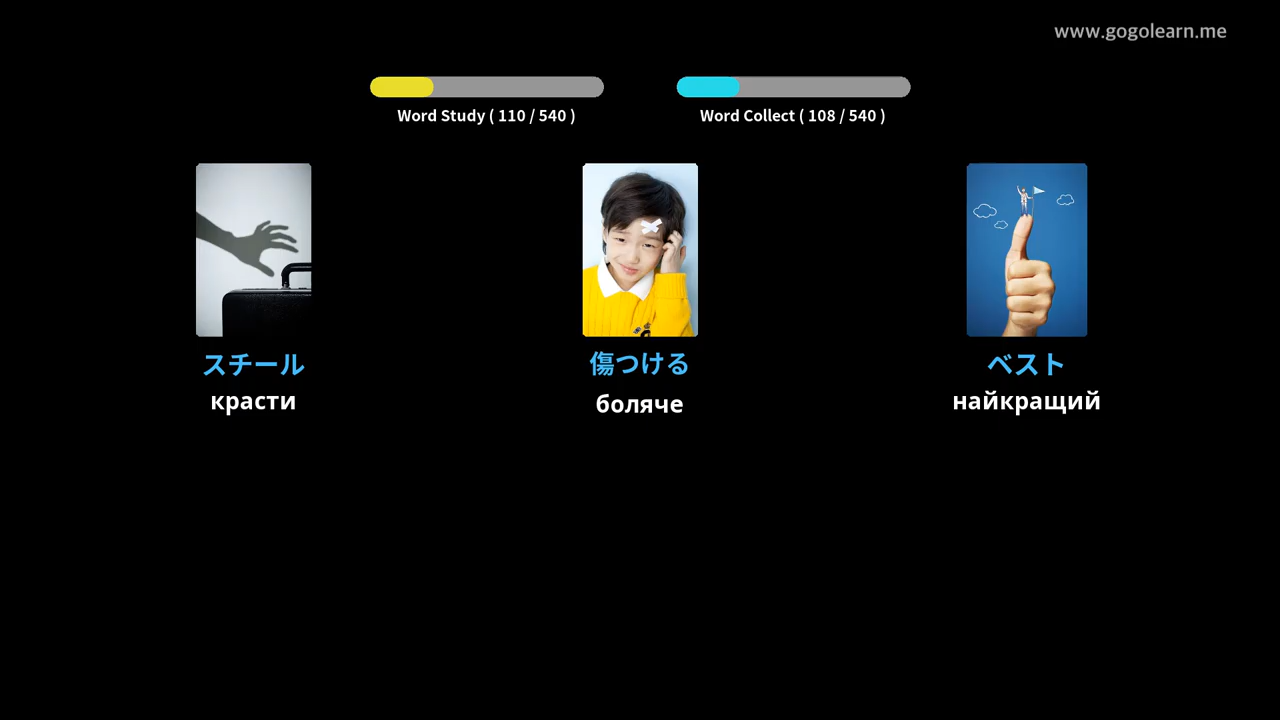 www.gogolearn.me
Word Study ( 110 / 540 )
Word Collect ( 108 / 540 )
スチール
傷つける
ベスト
красти
боляче
найкращий